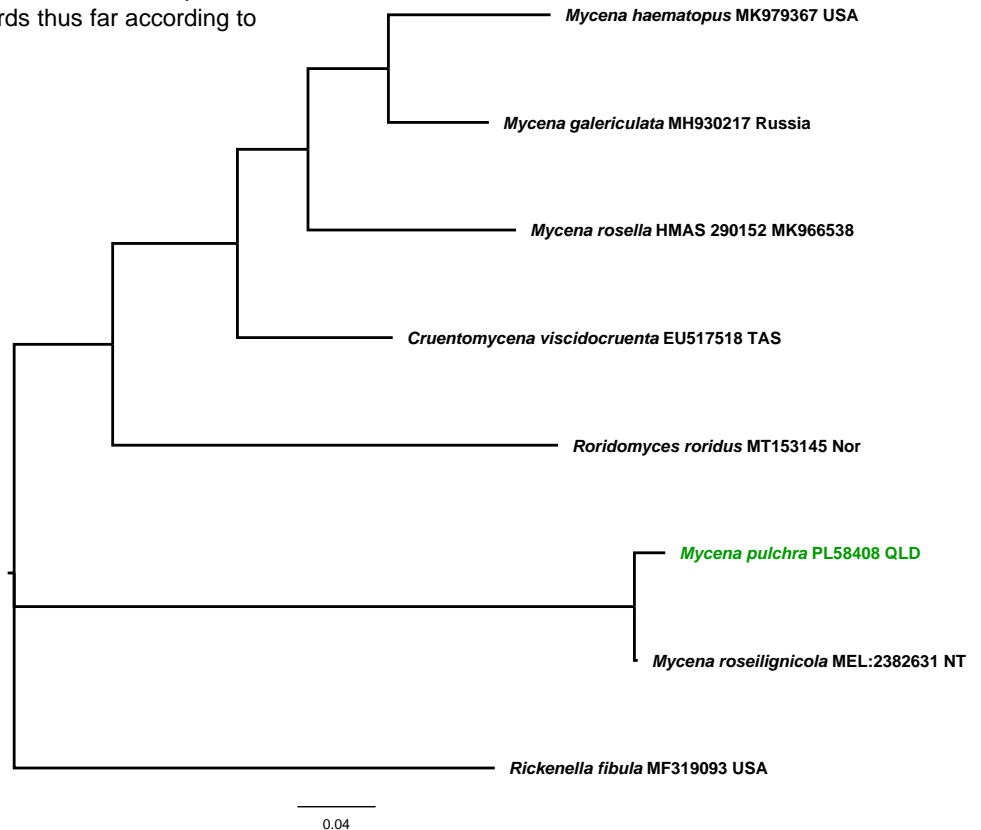 rds thus far according to
Mycena haematopus MK979367 USA
Mycena galericulata MH930217 Russia
Mycena rosella HMAS 290152 MK966538
Cruentomycena viscidocruenta EU517518 TAS
Roridomyces roridus MT153145 Nor
Mycena pulchra PL58408 QLD
Mycena roseilignicola MEL:2382631 NT
Rickenella fibula MF319093 USA
0.04